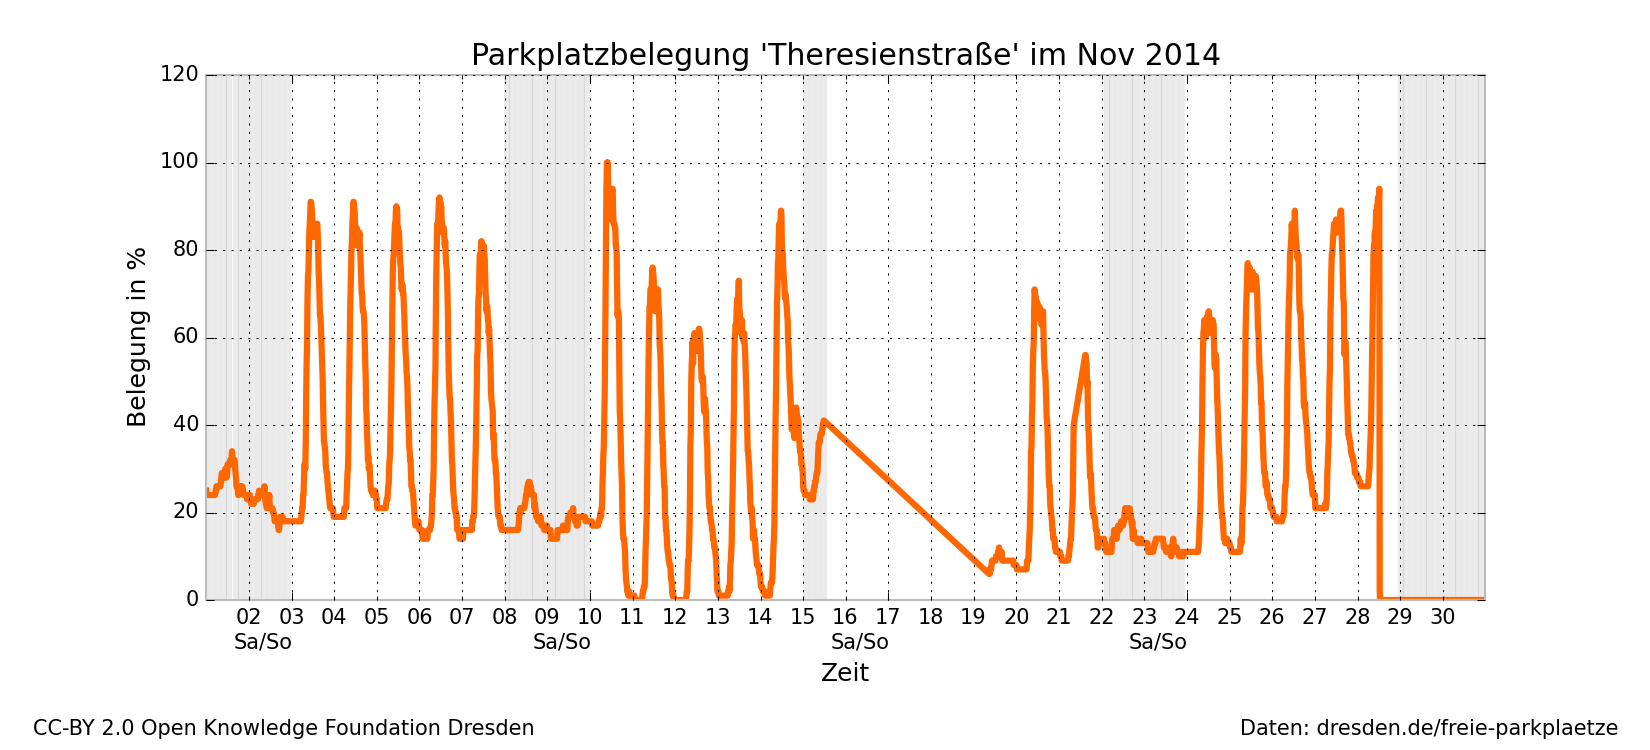 Parkplatzbelegung 'Theresienstraße' im Nov 2014
120
100
80
60
40
20
0
Belegung in %
02 03 04 05 06 07 08 09 10 11 12 13 14 15 16 17 18 19 20 21 22 23 24 25 26 27 28 29 30
Sa/So Sa/So Sa/So Sa/So
Zeit
CC-BY 2.0 Open Knowledge Foundation Dresden
Daten: dresden.de/freie-parkplaetze